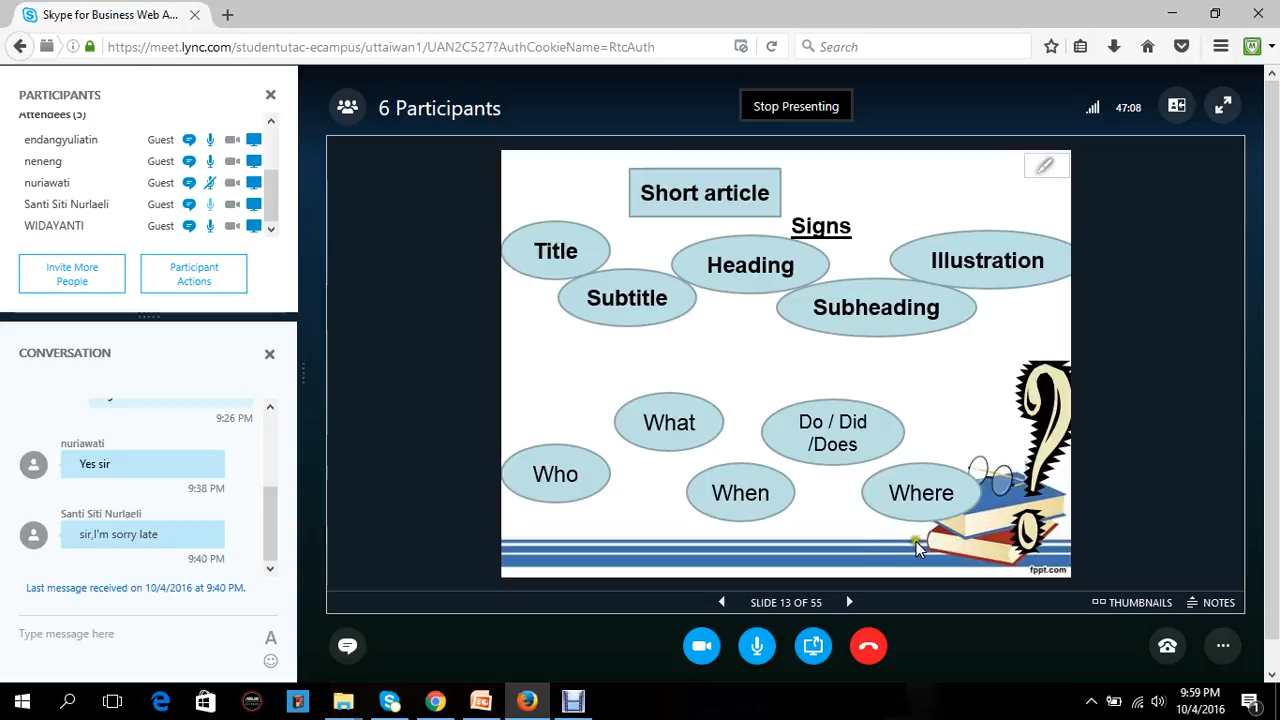 Skype for Business Web A...
https://meet.lync.com/studentutac-ecampus/uttaiwan1/UAN2C527?AuthCookieName=RtcAuth
Search
PARTICIPANTS
Attendees (5)
endangyuliatin Guest
neneng Guest
nuriawati Guest
Santi Siti Nurlaeli Guest
WIDAYANTI Guest
Invite More
People
Participant
Actions
CONVERSATION
9:26 PM
nuriawati
Yes sir
9:38 PM
Santi Siti Nurlaeli
sir,I'm sorry late
9:40 PM
Last message received on 10/4/2016 at 9:40 PM.
Type message here
A
6 Participants
Stop Presenting
47:08
Short article
Signs
Title
Heading
Illustration
Subtitle
Subheading
What
Do / Did
/Does
Who
When
Where
fppt.com
SLIDE 13 OF 55
THUMBNAILS
NOTES
9:59 PM
10/4/2016